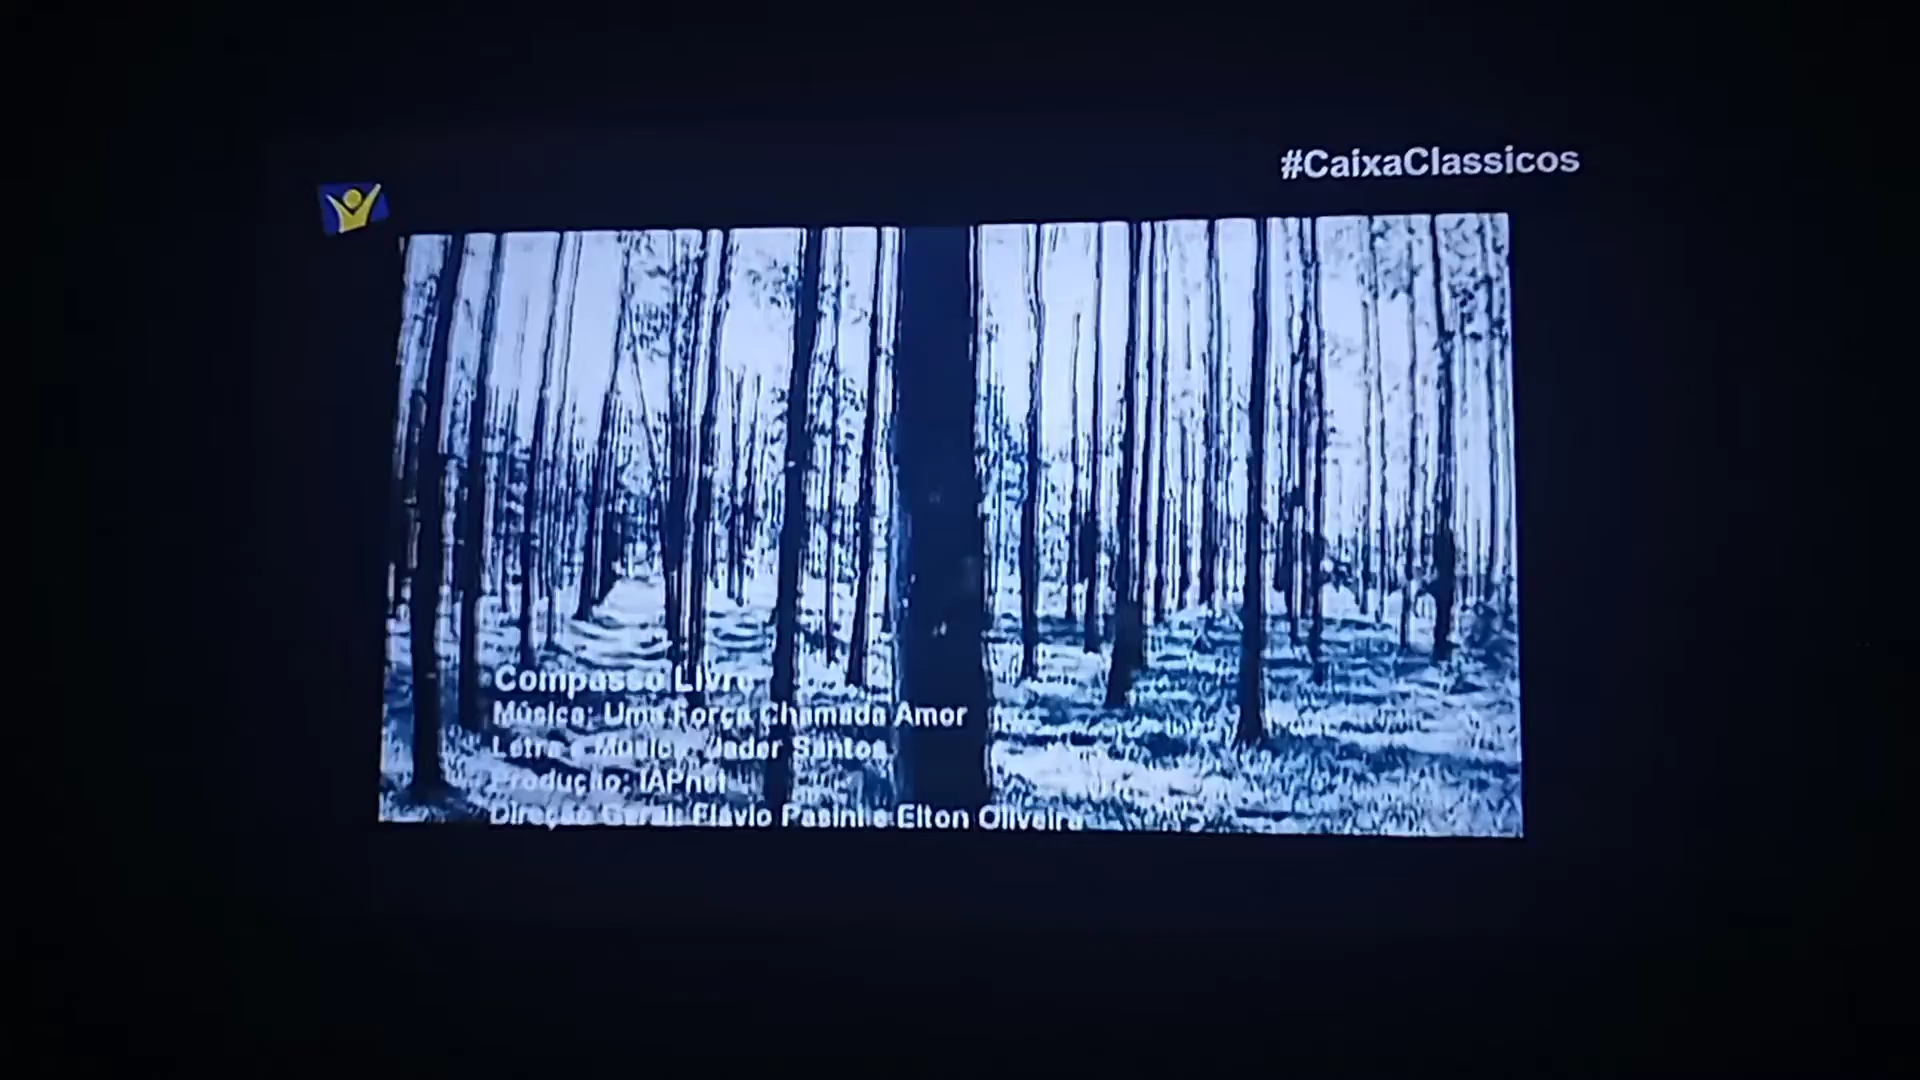 #CaixaClassicos
Compasso Livre
Música: Uma Força Chamada Amor
Letra e Música: Jader Santos
Produção: IAPnet
Direção Geral: Flavio Pasini e Elton Oliveira